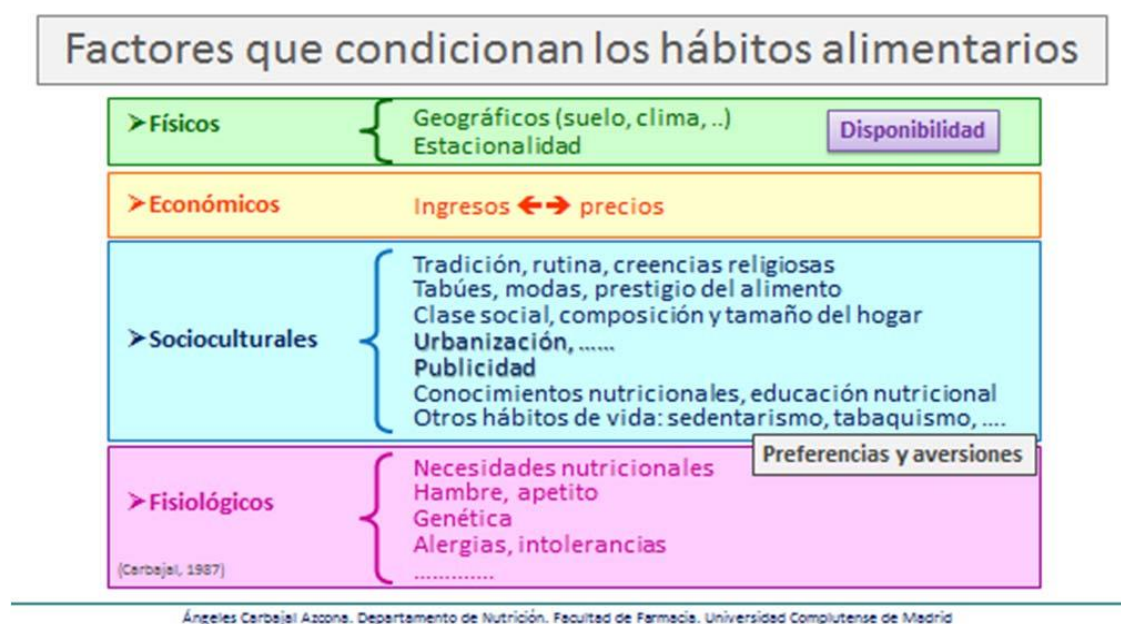 Factores que condicionan los hábitos alimentarios
➤Físicos
Geográficos (suelo, clima, ..)
Estacionalidad
Disponibilidad
➤Económicos
Ingresos ←→ precios
➤Socioculturales
Tradición, rutina, creencias religiosas
Tabúes, modas, prestigio del alimento
Clase social, composición y tamaño del hogar
Urbanización, ......
Publicidad
Conocimientos nutricionales, educación nutricional
Otros hábitos de vida: sedentarismo, tabaquismo, ....
Preferencias y aversiones
➤Fisiológicos
Necesidades nutricionales
Hambre, apetito
Genética
Alergias, intolerancias
.............
(Carbajal, 1987)
Ángeles Carbajal Azcona. Departamento de Nutrición. Facultad de Farmacia. Universidad Complutense de Madrid